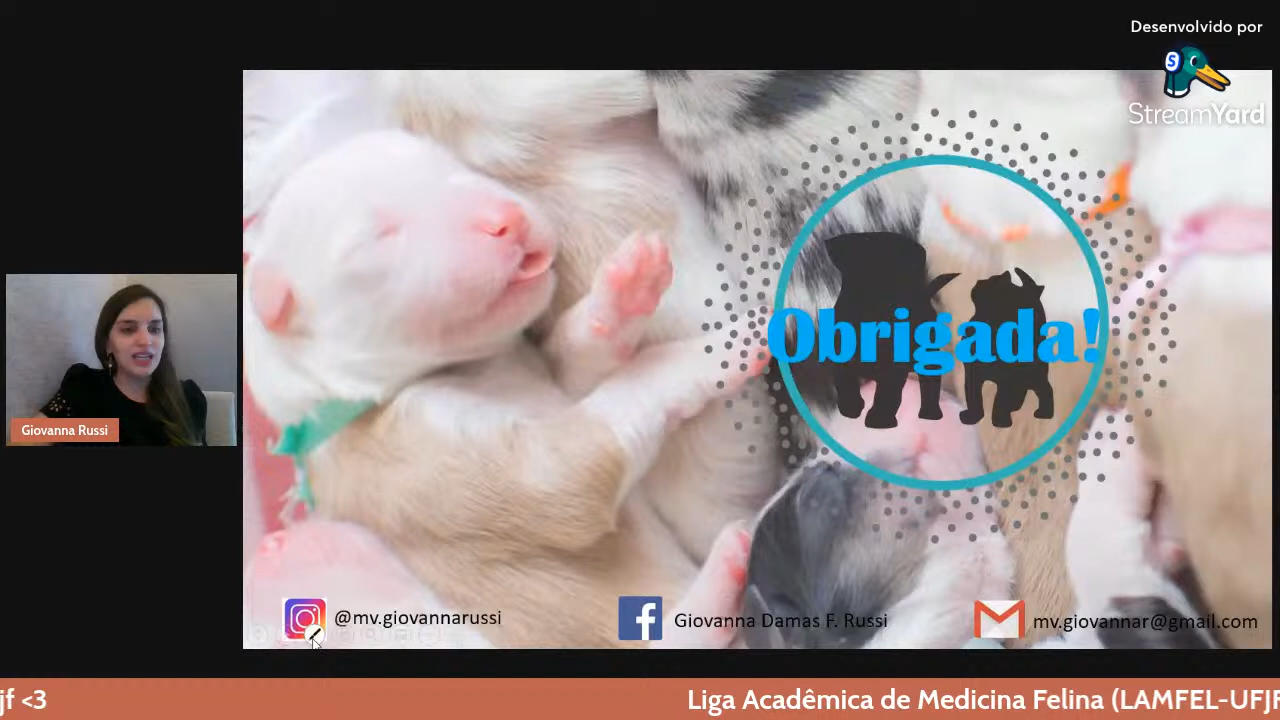 Desenvolvido por
StreamYard
Obrigada!
Giovanna Russi
@mv.giovannarussi
Giovanna Damas F. Russi
mv.giovannar@gmail.com
jf <3
Liga Acadêmica de Medicina Felina (LAMFEL-UFJF